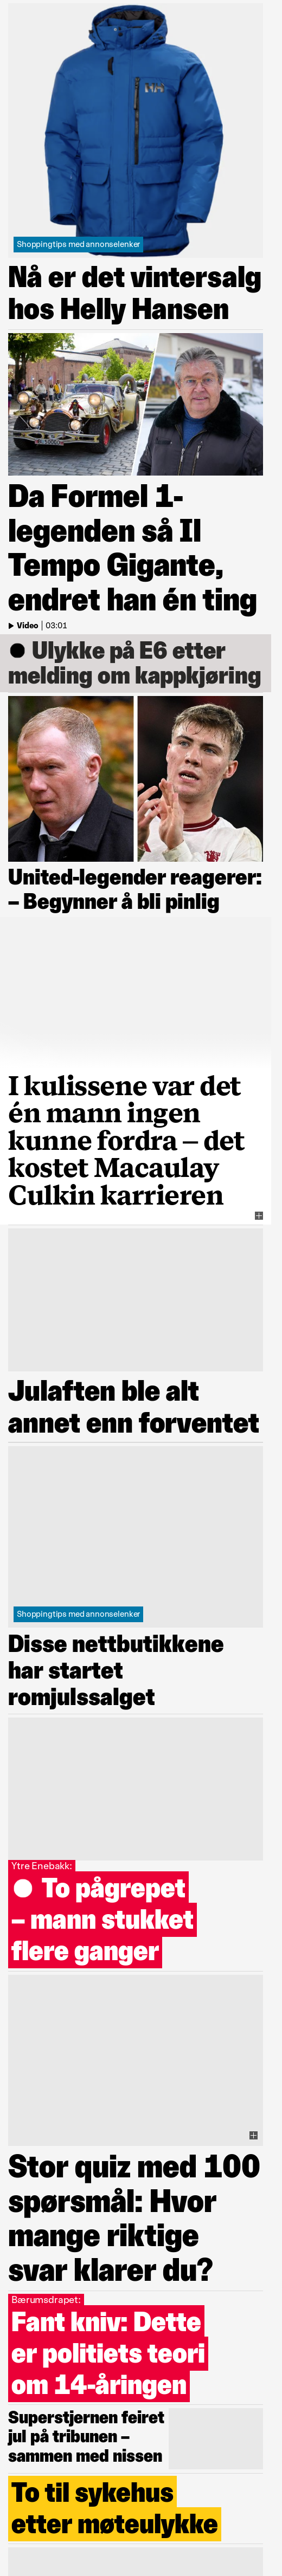 Shoppingtips med annonselenker
Nå er det vintersalg
hos Helly Hansen
Da Formel 1-
legenden så Il
Tempo Gigante,
endret han én ting
Video | 03:01
Ulykke på E6 etter
melding om kappkjøring
United-legender reagerer:
– Begynner å bli pinlig
I kulissene var det
én mann ingen
kunne fordra – det
kostet Macaulay
Culkin karrieren
Julaften ble alt
annet enn forventet
Shoppingtips med annonselenker
Disse nettbutikkene
har startet
romjulssalget
Ytre Enebakk:
To pågrepet
– mann stukket
flere ganger
Stor quiz med 100
spørsmål: Hvor
mange riktige
svar klarer du?
Bærumsdrapet:
Fant kniv: Dette
er politiets teori
om 14-åringen
Superstjernen feiret
jul på tribunen –
sammen med nissen
To til sykehus
etter møteulykke